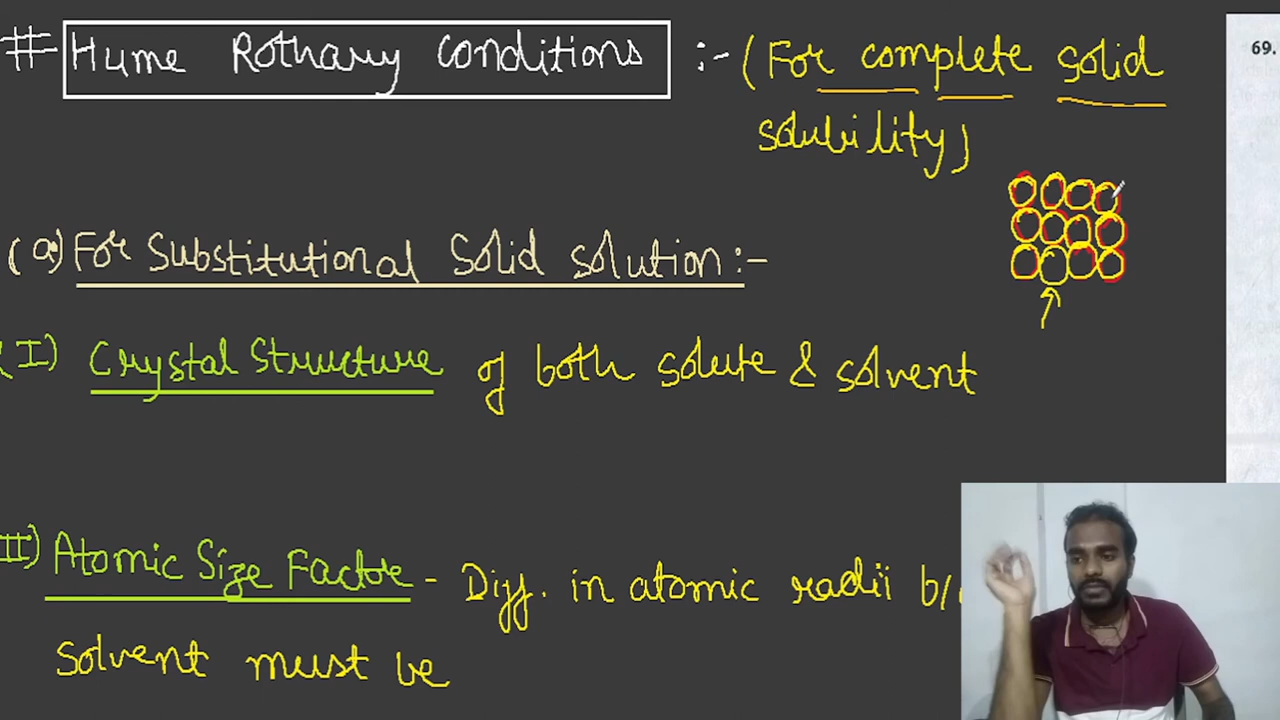 # Hume Rothary Conditions :- (For complete solid
solubility)
69.
(a) For Substitutional Solid solution :-
(I) Crystal Structure of both solute & solvent
II) Atomic Size Factor - Diff. in atomic radii b/
solvent must be